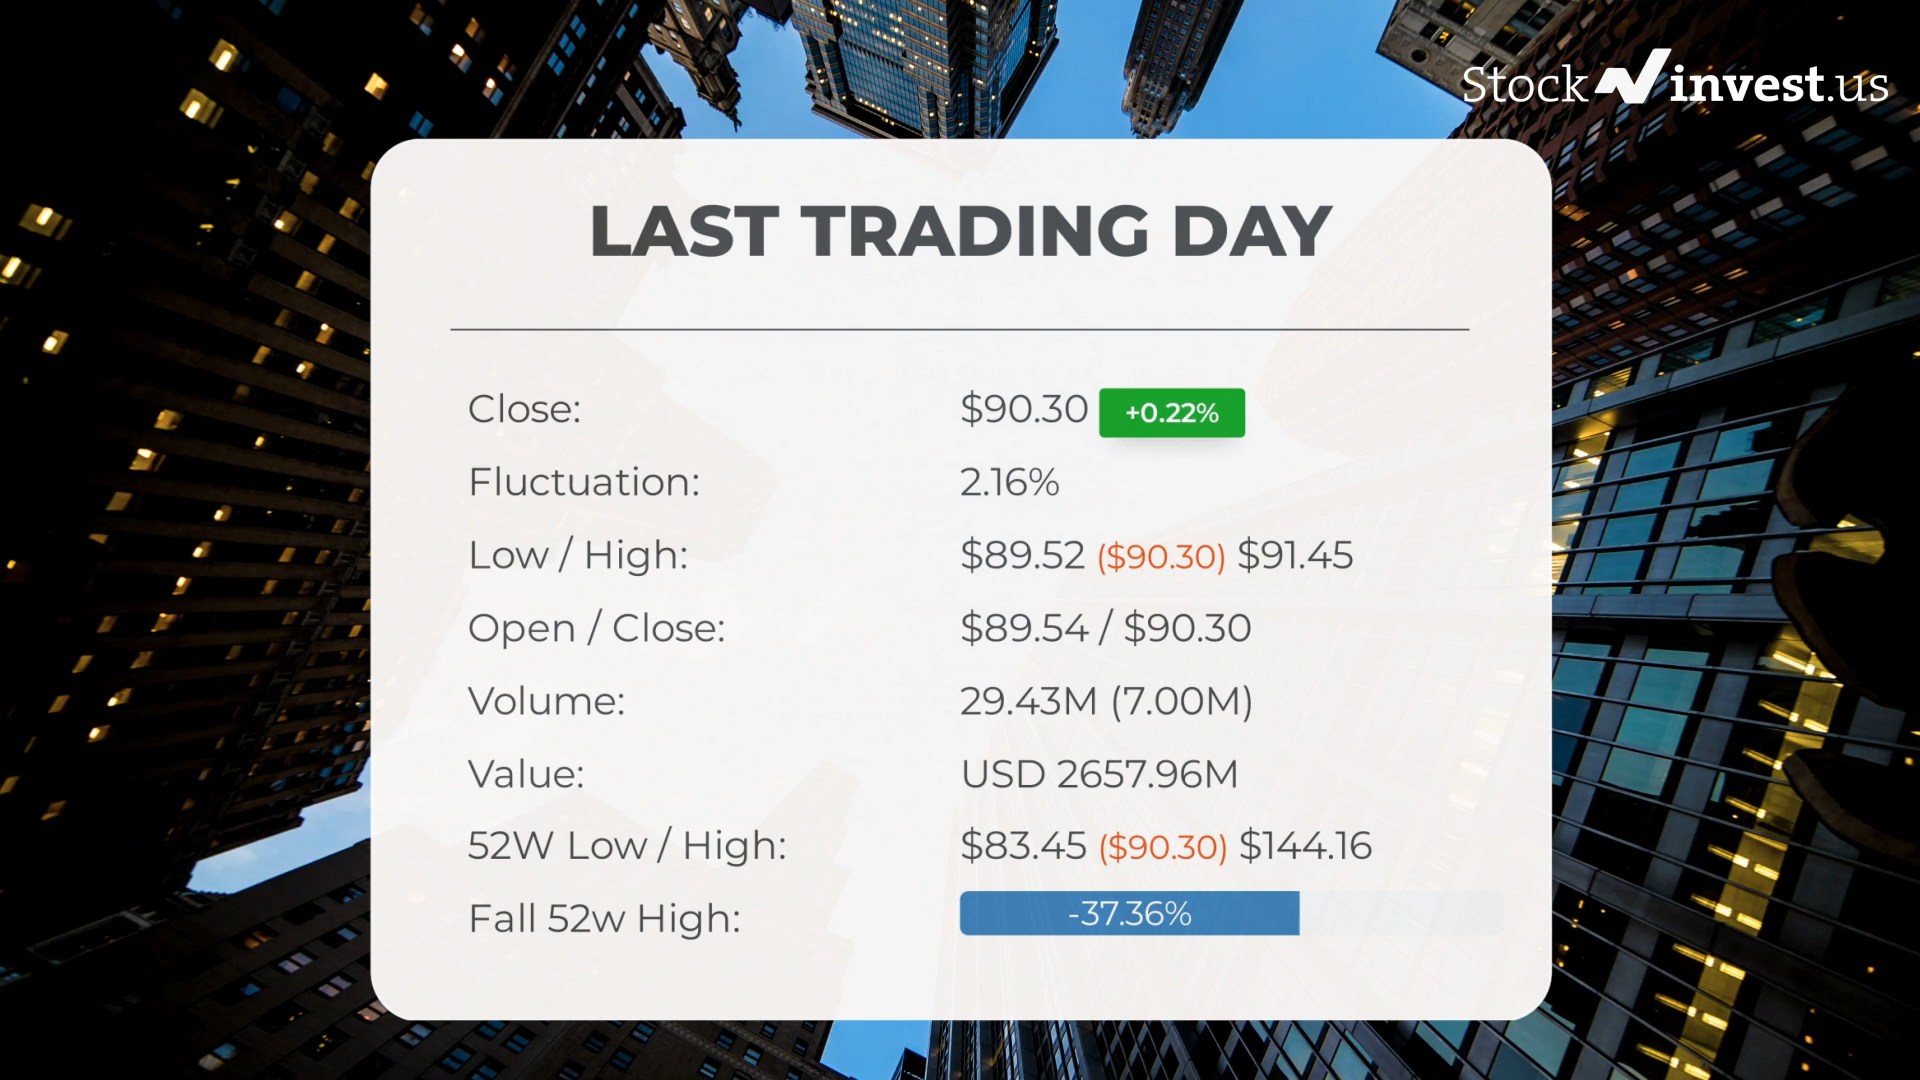 Stock invest.us
LAST TRADING DAY
Close: $90.30 +0.22%
Fluctuation: 2.16%
Low / High: $89.52 ($90.30) $91.45
Open / Close: $89.54 / $90.30
Volume: 29.43M (7.00M)
Value: USD 2657.96M
52W Low / High: $83.45 ($90.30) $144.16
Fall 52w High: -37.36%